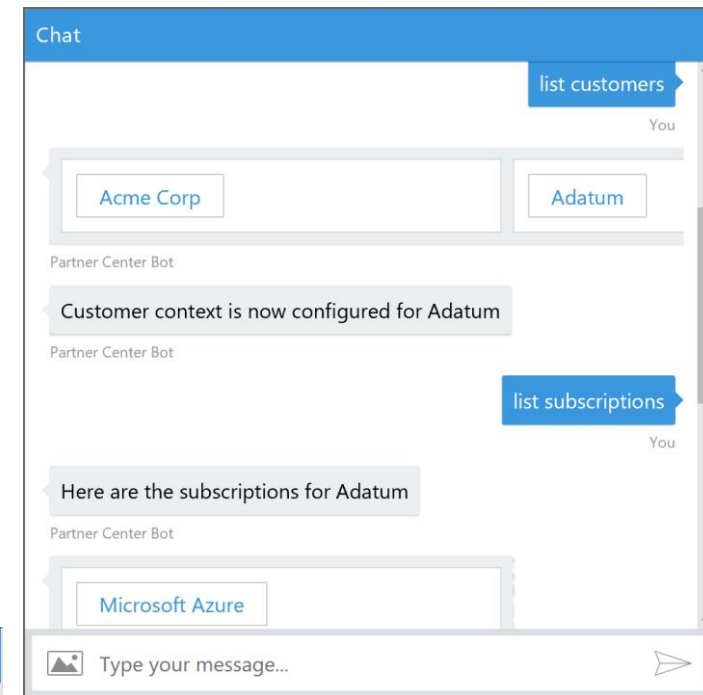 Chat
list customers
You
Acme Corp
Adatum
Partner Center Bot
Customer context is now configured for Adatum
Partner Center Bot
list subscriptions
You
Here are the subscriptions for Adatum
Partner Center Bot
Microsoft Azure
Type your message...